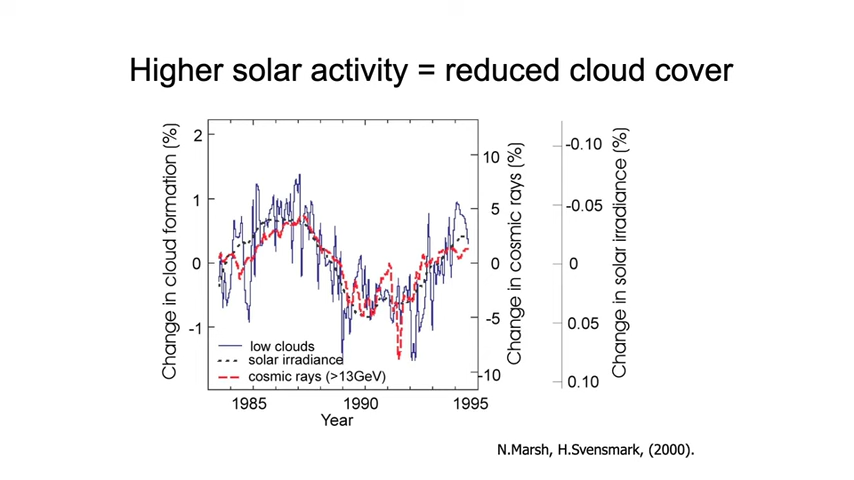 Higher solar activity = reduced cloud cover
Change in cloud formation (%)
2
1
0
-1
low clouds
solar irradiance
cosmic rays (>13GeV)
1985
1990
1995
Year
10
5
0
-5
-10
Change in cosmic rays (%)
-0.10
-0.05
0
0.05
0.10
Change in solar irradiance (%)
N.Marsh, H.Svensmark, (2000).